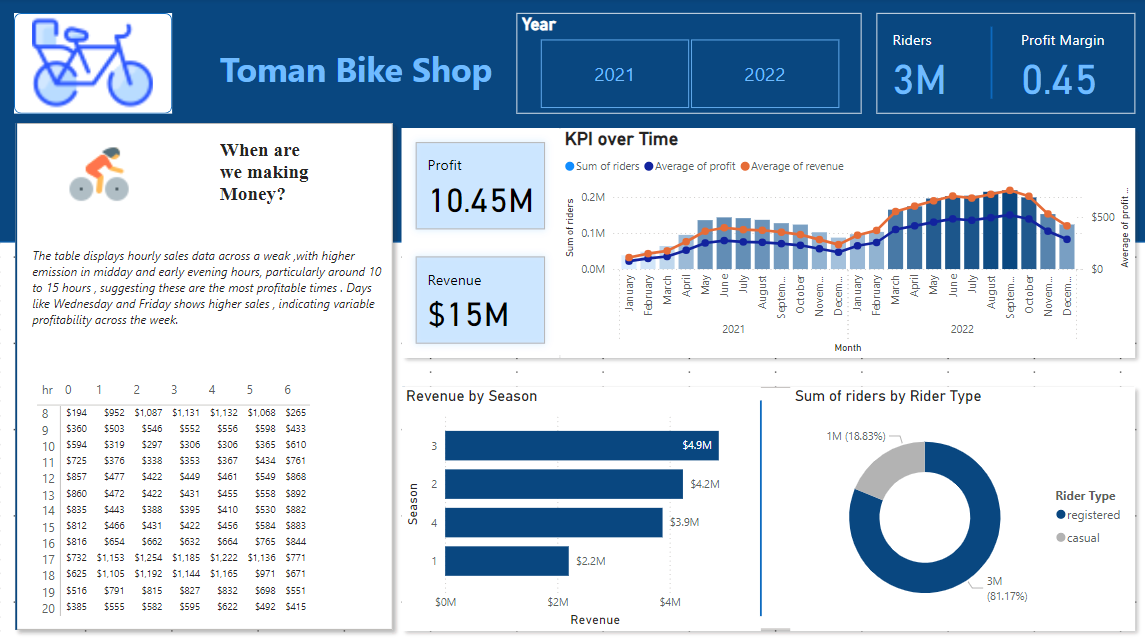 Toman Bike Shop
Year
2021
2022
Riders
3M
Profit Margin
0.45
When are
we making
Money?
The table displays hourly sales data across a weak ,with higher
emission in midday and early evening hours, particularly around 10
to 15 hours , suggesting these are the most profitable times . Days
like Wednesday and Friday shows higher sales , indicating variable
profitability across the week.
hr 0 1 2 3 4 5 6
8 $194 $952 $1,087 $1,131 $1,132 $1,068 $265
9 $360 $503 $546 $552 $556 $598 $433
10 $594 $319 $297 $306 $306 $365 $610
11 $725 $376 $338 $353 $367 $434 $761
12 $857 $477 $422 $449 $461 $549 $868
13 $860 $472 $422 $431 $455 $558 $892
14 $835 $443 $388 $395 $410 $530 $882
15 $812 $466 $431 $422 $456 $584 $883
16 $816 $654 $662 $632 $664 $765 $844
17 $732 $1,153 $1,254 $1,185 $1,222 $1,136 $771
18 $625 $1,105 $1,192 $1,144 $1,165 $971 $671
19 $516 $791 $815 $827 $832 $698 $551
20 $385 $555 $582 $595 $622 $492 $415
Profit
10.45M
Revenue
$15M
KPI over Time
Sum of riders Average of profit Average of revenue
Sum of riders
0.2M
0.1M
0.0M
$500
$0
Average of profit ...
January February March April May June July August Septem... October Novem... Decem... January February March April May June July August Septem... October Novem... Decem...
2021 2022
Month
Revenue by Season
Season
3 $4.9M
2 $4.2M
4 $3.9M
1 $2.2M
$0M $2M $4M
Revenue
Sum of riders by Rider Type
1M (18.83%)
3M
(81.17%)
Rider Type
registered
casual